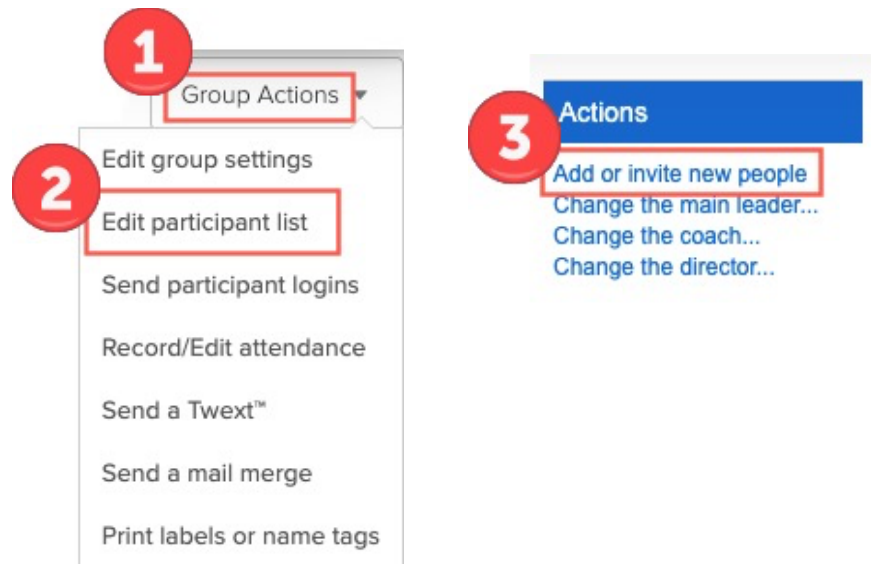 1
Group Actions
2
Edit group settings
Edit participant list
Send participant logins
Record/Edit attendance
Send a Twext™
Send a mail merge
Print labels or name tags
3
Actions
Add or invite new people
Change the main leader...
Change the coach...
Change the director...